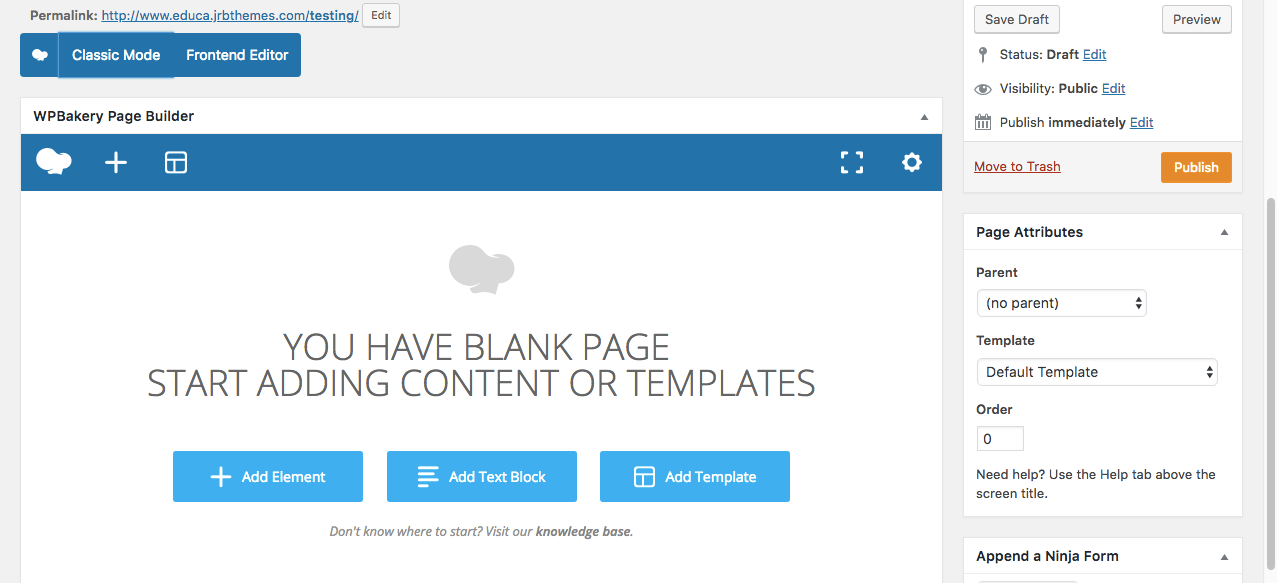 Permalink: http://www.educa.jrbthemes.com/testing/ Edit
Classic Mode Frontend Editor
WPBakery Page Builder
YOU HAVE BLANK PAGE
START ADDING CONTENT OR TEMPLATES
Add Element Add Text Block Add Template
Don't know where to start? Visit our knowledge base.
Save Draft Preview
Status: Draft Edit
Visibility: Public Edit
Publish immediately Edit
Move to Trash Publish
Page Attributes
Parent
(no parent)
Template
Default Template
Order
0
Need help? Use the Help tab above the
screen title.
Append a Ninja Form